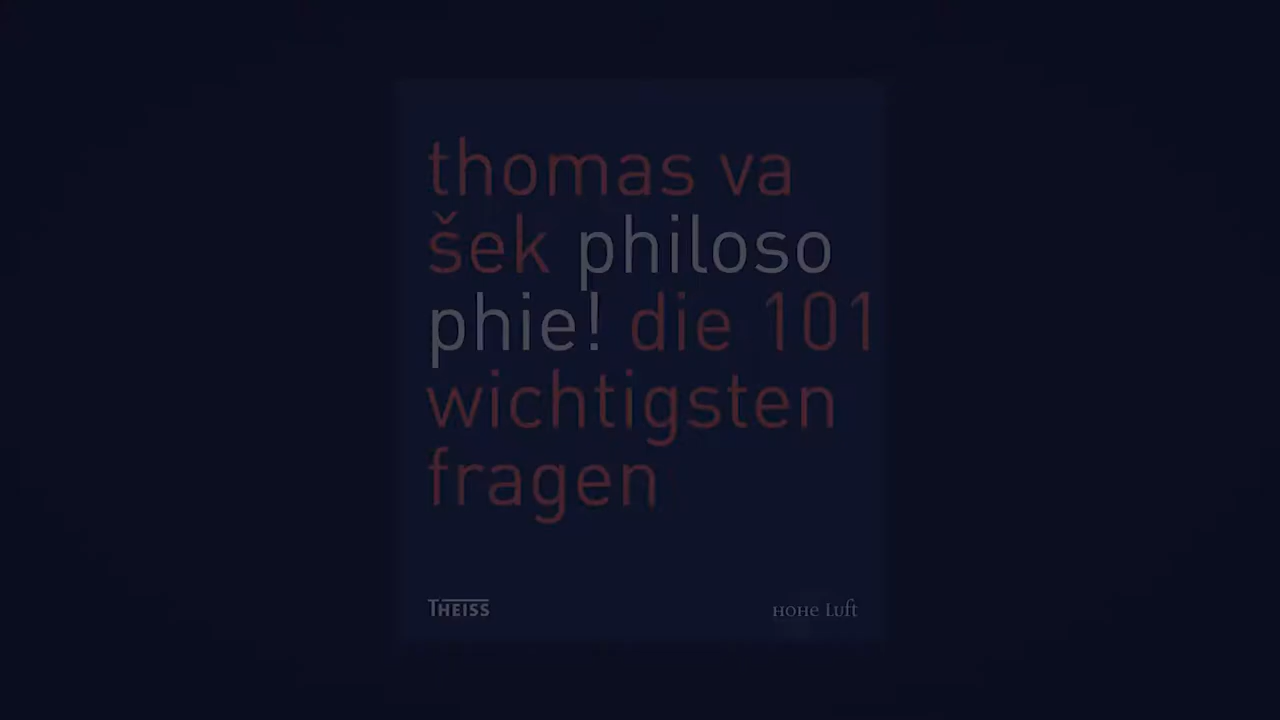 thomas va
šek philoso
phie! die 101
wichtigsten
fragen
THEISS
HOHE Luft